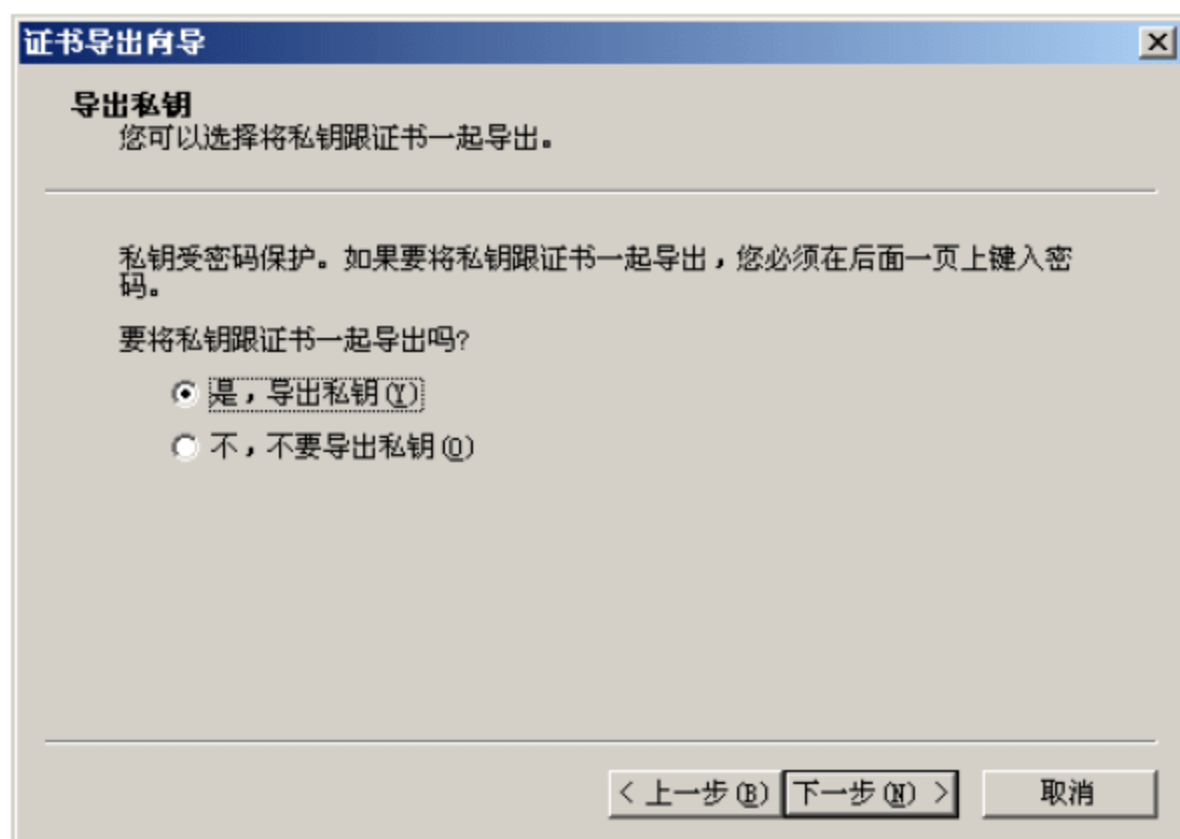 证书导出向导
导出私钥
您可以选择将私钥跟证书一起导出。
私钥受密码保护。如果要将私钥跟证书一起导出,您必须在后面一页上键入密
码。
要将私钥跟证书一起导出吗?
是,导出私钥(Y)
不,不要导出私钥(O)
< 上一步(B) 下一步(N) > 取消